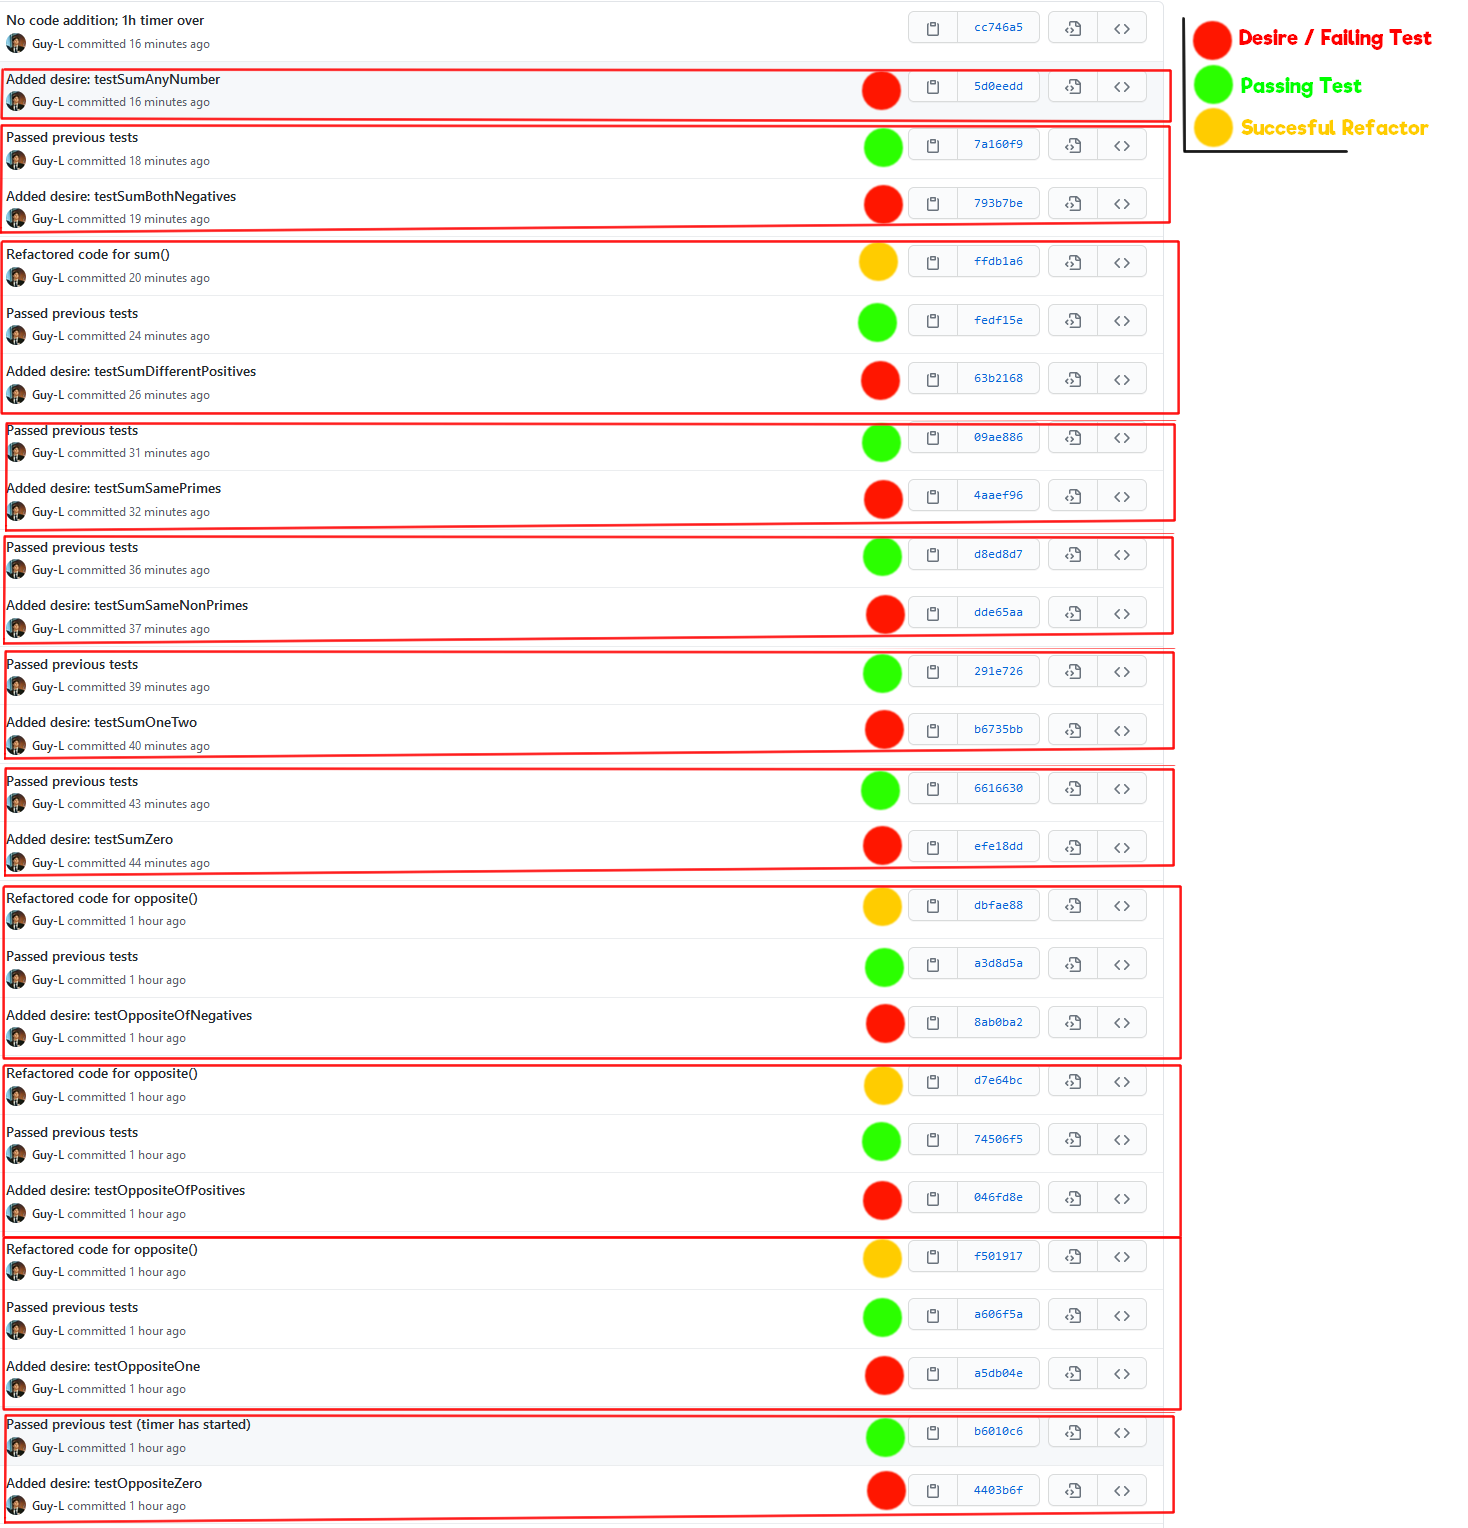 No code addition; 1h timer over
Guy-L committed 16 minutes ago
cc746a5
Desire / Failing Test
Passing Test
Succesful Refactor
Added desire: testSumAnyNumber
Guy-L committed 16 minutes ago
5d0eedd
Passed previous tests
Guy-L committed 18 minutes ago
7a160f9
Added desire: testSumBothNegatives
Guy-L committed 19 minutes ago
793b7be
Refactored code for sum()
Guy-L committed 20 minutes ago
ffdb1a6
Passed previous tests
Guy-L committed 24 minutes ago
fedf15e
Added desire: testSumDifferentPositives
Guy-L committed 26 minutes ago
63b2168
Passed previous tests
Guy-L committed 31 minutes ago
09ae886
Added desire: testSumSamePrimes
Guy-L committed 32 minutes ago
4aaef96
Passed previous tests
Guy-L committed 36 minutes ago
d8ed8d7
Added desire: testSumSameNonPrimes
Guy-L committed 37 minutes ago
dde65aa
Passed previous tests
Guy-L committed 39 minutes ago
291e726
Added desire: testSumOneTwo
Guy-L committed 40 minutes ago
b6735bb
Passed previous tests
Guy-L committed 43 minutes ago
6616630
Added desire: testSumZero
Guy-L committed 44 minutes ago
efe18dd
Refactored code for opposite()
Guy-L committed 1 hour ago
dbfae88
Passed previous tests
Guy-L committed 1 hour ago
a3d8d5a
Added desire: testOppositeOfNegatives
Guy-L committed 1 hour ago
8ab0ba2
Refactored code for opposite()
Guy-L committed 1 hour ago
d7e64bc
Passed previous tests
Guy-L committed 1 hour ago
74506f5
Added desire: testOppositeOfPositives
Guy-L committed 1 hour ago
046fd8e
Refactored code for opposite()
Guy-L committed 1 hour ago
f501917
Passed previous tests
Guy-L committed 1 hour ago
a606f5a
Added desire: testOppositeOne
Guy-L committed 1 hour ago
a5db04e
Passed previous test (timer has started)
Guy-L committed 1 hour ago
b6010c6
Added desire: testOppositeZero
Guy-L committed 1 hour ago
4403b6f